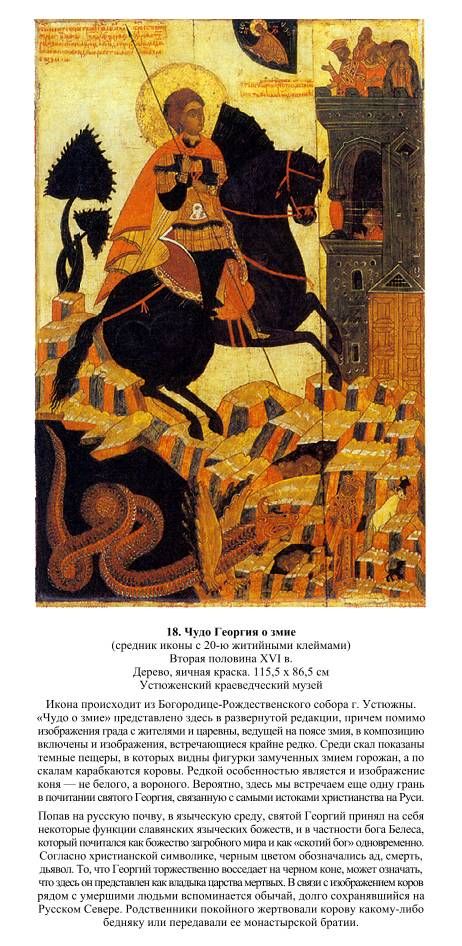 18. Чудо Георгия о змие
(средник иконы с 20-ю житийными клеймами)
Вторая половина XVI в.
Дерево, яичная краска. 115,5 х 86,5 см
Устюженский краеведческий музей
Икона происходит из Богородице-Рождественского собора г. Устюжны.
«Чудо о змие» представлено здесь в развернутой редакции, причем помимо
изображения града с жителями и царевны, ведущей на поясе змия, в композицию
включены и изображения, встречающиеся крайне редко. Среди скал показаны
темные пещеры, в которых видны фигурки замученных змием горожан, а по
скалам карабкаются коровы. Редкой особенностью является и изображение
коня — не белого, а вороного. Вероятно, здесь мы встречаем еще одну грань
в почитании святого Георгия, связанную с самыми истоками христианства на Руси.
Попав на русскую почву, в языческую среду, святой Георгий принял на себя
некоторые функции славянских языческих божеств, и в частности бога Белеса,
который почитался как божество загробного мира и как «скотий бог» одновременно.
Согласно христианской символике, черным цветом обозначались ад, смерть,
дьявол. То, что Георгий торжественно восседает на черном коне, может означать,
что здесь он представлен как владыка царства мертвых. В связи с изображением коров
рядом с умершими людьми вспоминается обычай, долго сохранявшийся на
Русском Севере. Родственники покойного жертвовали корову какому-либо
бедняку или передавали ее монастырской братии.